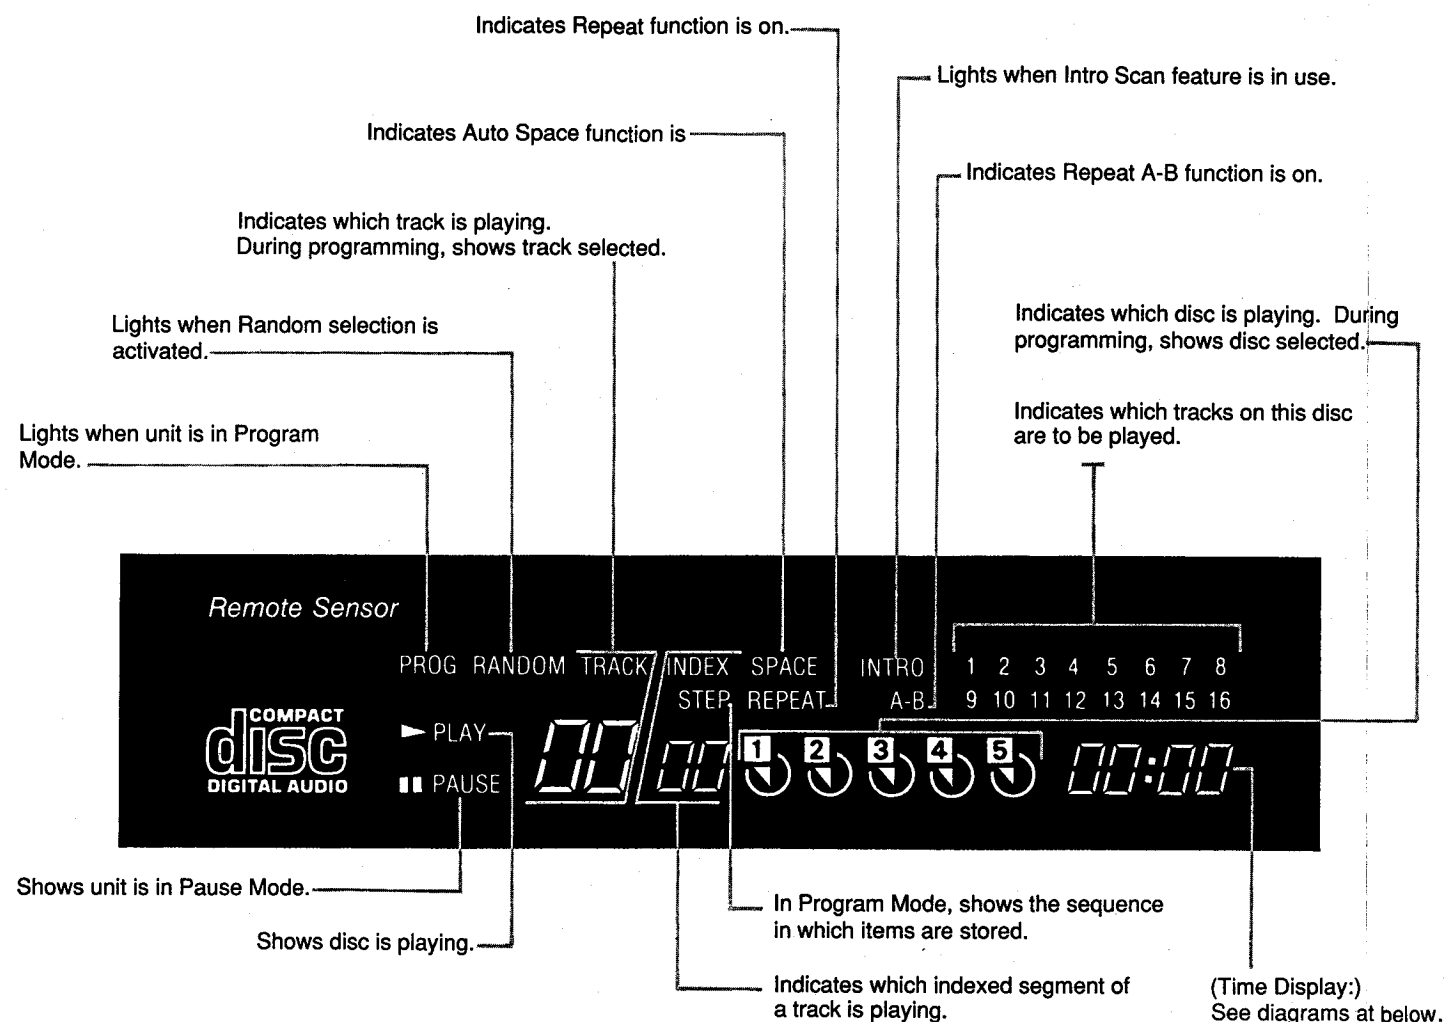 Indicates Repeat function is on.
Lights when Intro Scan feature is in use.
Indicates Auto Space function is
Indicates Repeat A-B function is on.
Indicates which track is playing.
During programming, shows track selected.
Indicates which disc is playing. During
programming, shows disc selected.
Lights when Random selection is
activated.
Indicates which tracks on this disc
are to be played.
Lights when unit is in Program
Mode.
Remote Sensor
PROG RANDOM TRACK INDEX SPACE INTRO 1 2 3 4 5 6 7 8
STEP REPEAT A-B 9 10 11 12 13 14 15 16
COMPACT
disc
DIGITAL AUDIO
PLAY
PAUSE
00 00 1 2 3 4 5 00:00
Shows unit is in Pause Mode.
Shows disc is playing.
In Program Mode, shows the sequence
in which items are stored.
Indicates which indexed segment of
a track is playing.
(Time Display:)
See diagrams at below.